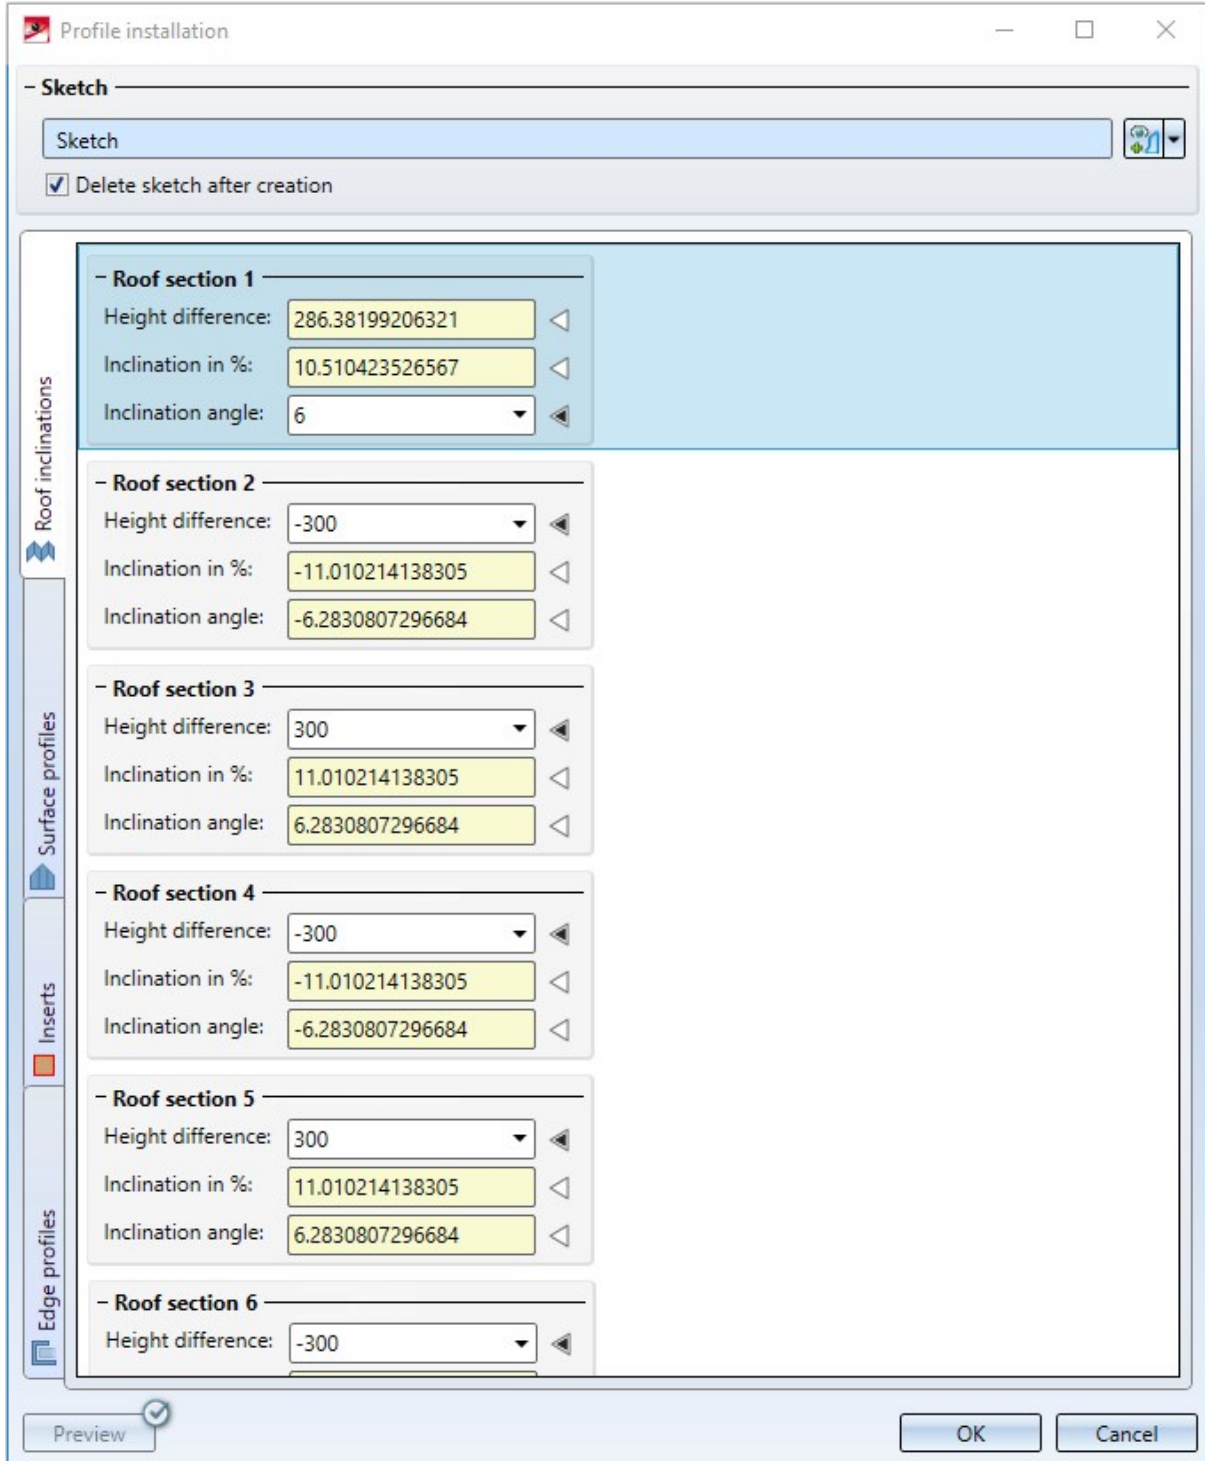 Profile installation
Sketch
Sketch
Delete sketch after creation
Roof inclinations
Surface profiles
Inserts
Edge profiles
Roof section 1
Height difference: 286.38199206321
Inclination in %: 10.510423526567
Inclination angle: 6
Roof section 2
Height difference: -300
Inclination in %: -11.010214138305
Inclination angle: -6.2830807296684
Roof section 3
Height difference: 300
Inclination in %: 11.010214138305
Inclination angle: 6.2830807296684
Roof section 4
Height difference: -300
Inclination in %: -11.010214138305
Inclination angle: -6.2830807296684
Roof section 5
Height difference: 300
Inclination in %: 11.010214138305
Inclination angle: 6.2830807296684
Roof section 6
Height difference: -300
Preview
OK
Cancel